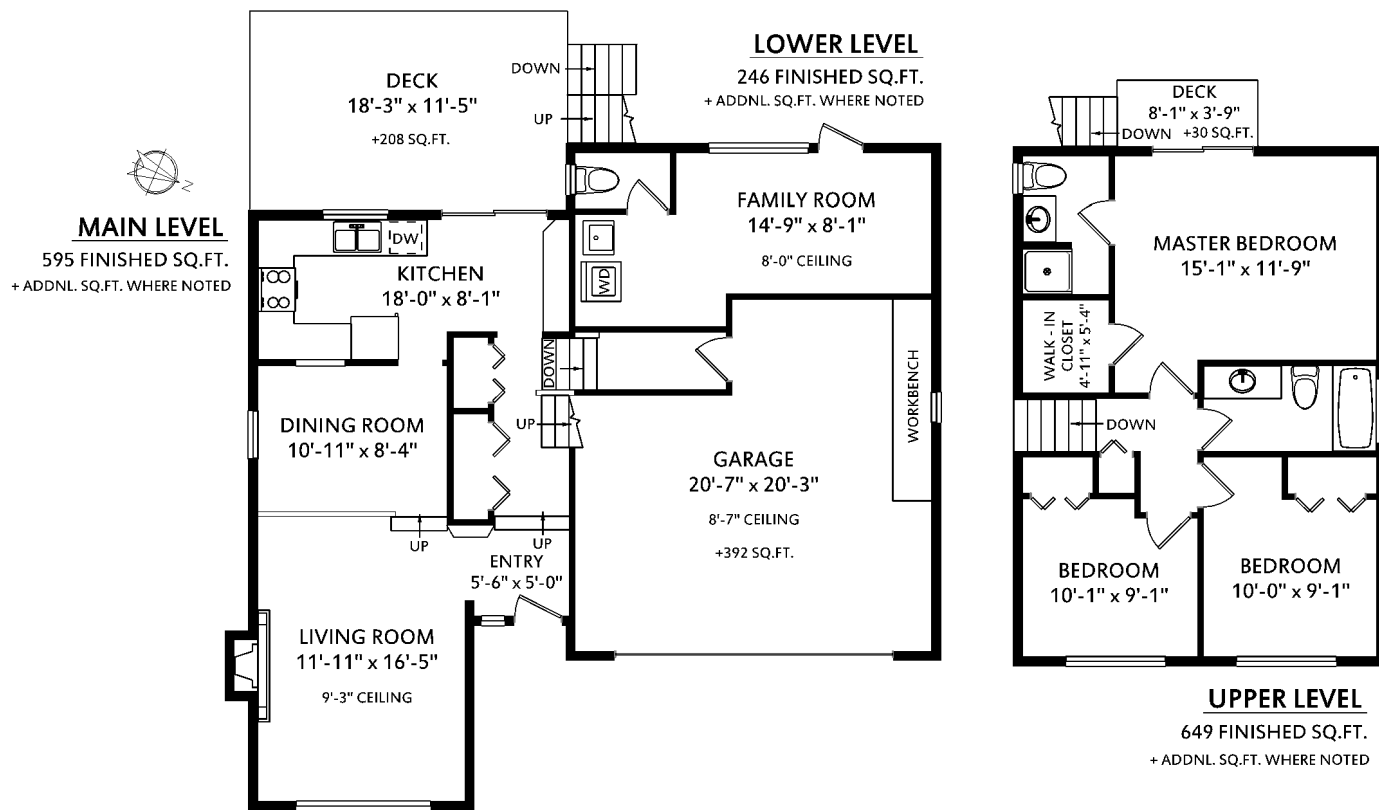 DECK
18'-3" x 11'-5"
+208 SQ.FT.
DOWN
UP
LOWER LEVEL
246 FINISHED SQ.FT.
+ ADDNL. SQ.FT. WHERE NOTED
N
MAIN LEVEL
595 FINISHED SQ.FT.
+ ADDNL. SQ.FT. WHERE NOTED
DW
KITCHEN
18'-0" x 8'-1"
FAMILY ROOM
14'-9" x 8'-1"
8'-0" CEILING
WD
DOWN
UP
WORKBENCH
DINING ROOM
10'-11" x 8'-4"
GARAGE
20'-7" x 20'-3"
8'-7" CEILING
+392 SQ.FT.
UP
UP
ENTRY
5'-6" x 5'-0"
LIVING ROOM
11'-11" x 16'-5"
9'-3" CEILING
DECK
8'-1" x 3'-9"
DOWN
+30 SQ.FT.
MASTER BEDROOM
15'-1" x 11'-9"
WALK - IN
CLOSET
4'-11" x 5'-4"
DOWN
BEDROOM
10'-1" x 9'-1"
BEDROOM
10'-0" x 9'-1"
UPPER LEVEL
649 FINISHED SQ.FT.
+ ADDNL. SQ.FT. WHERE NOTED